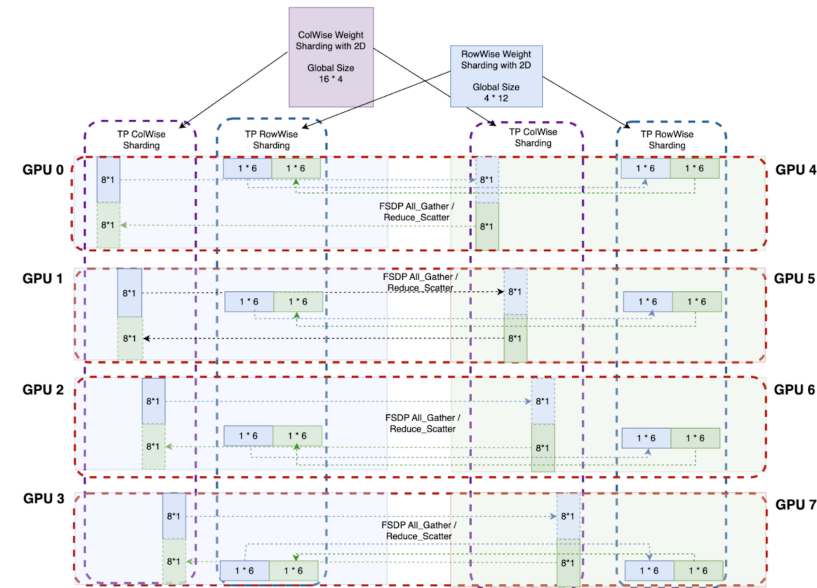 ColWise Weight
Sharding with 2D
Global Size
16 * 4
RowWise Weight
Sharding with 2D
Global Size
4 * 12
TP ColWise
Sharding
TP RowWise
Sharding
TP ColWise
Sharding
TP RowWise
Sharding
GPU 0
8*1
8*1
1 * 6
1 * 6
FSDP All_Gather /
Reduce_Scatter
8*1
8*1
1 * 6
1 * 6
GPU 4
GPU 1
8*1
8*1
1 * 6
1 * 6
FSDP All_Gather /
Reduce_Scatter
8*1
8*1
1 * 6
1 * 6
GPU 5
GPU 2
8*1
8*1
1 * 6
1 * 6
FSDP All_Gather /
Reduce_Scatter
8*1
8*1
1 * 6
1 * 6
GPU 6
GPU 3
8*1
8*1
1 * 6
1 * 6
FSDP All_Gather /
Reduce_Scatter
8*1
8*1
1 * 6
1 * 6
GPU 7